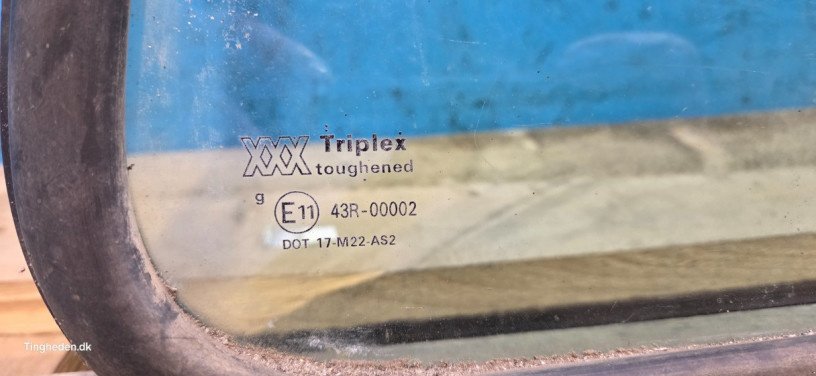 XXX Triplex
toughened
g
E11 43R-00002
DOT 17-M22-AS2
Tingheden.dk